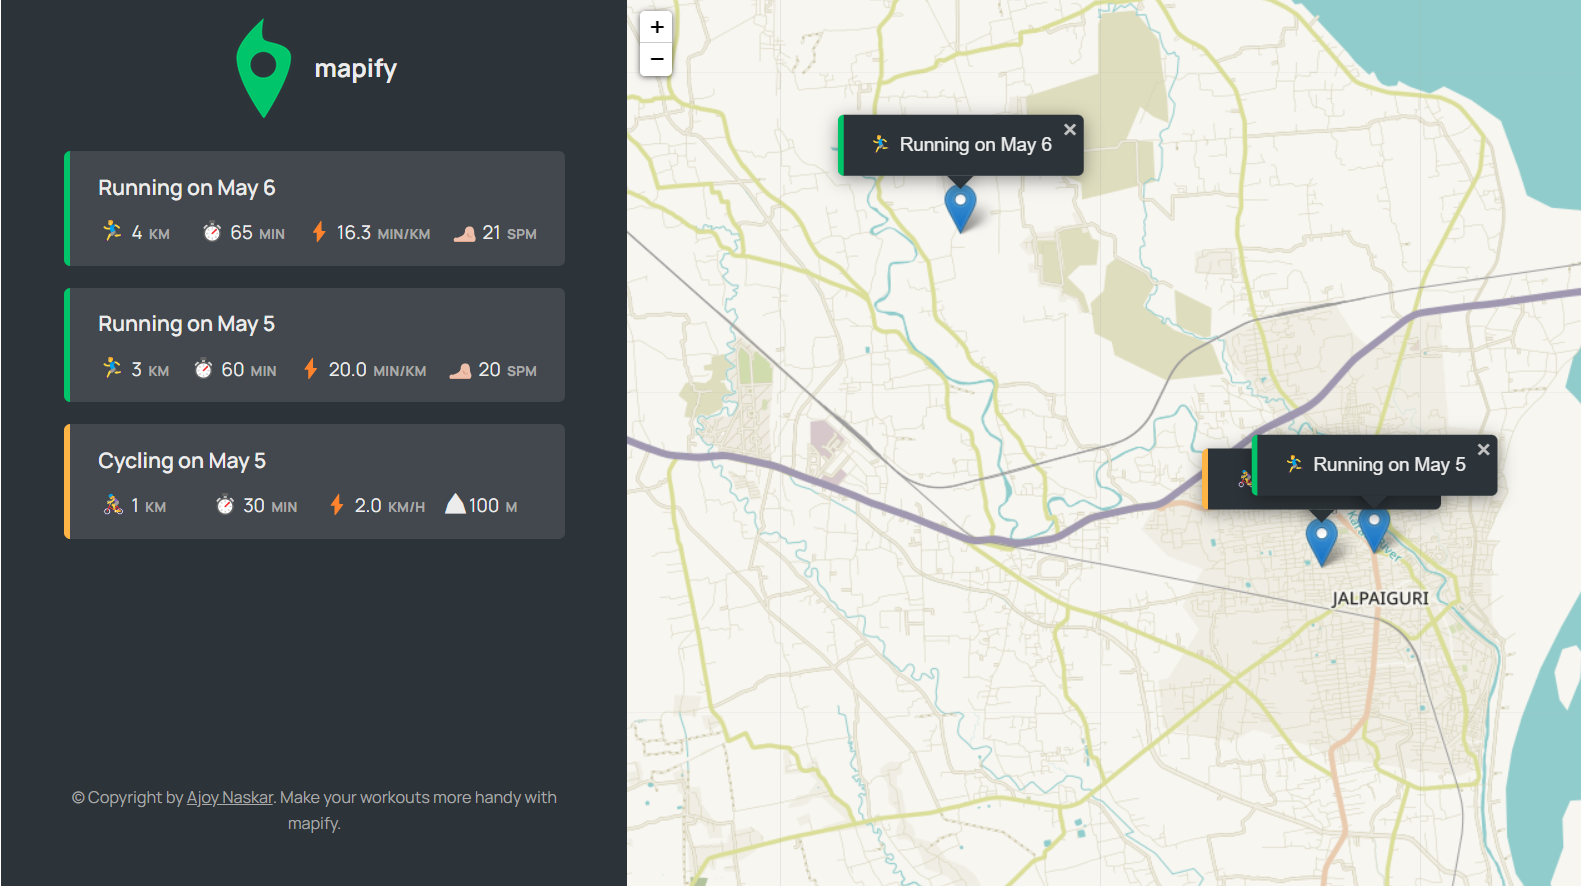 mapify
Running on May 6
4 KM 65 MIN 16.3 MIN/KM 21 SPM
Running on May 5
3 KM 60 MIN 20.0 MIN/KM 20 SPM
Cycling on May 5
1 KM 30 MIN 2.0 KM/H 100 M
© Copyright by Ajoy Naskar. Make your workouts more handy with
mapify.
+
−
Running on May 6 ×
Running on May 5 ×
River
JALPAIGURI